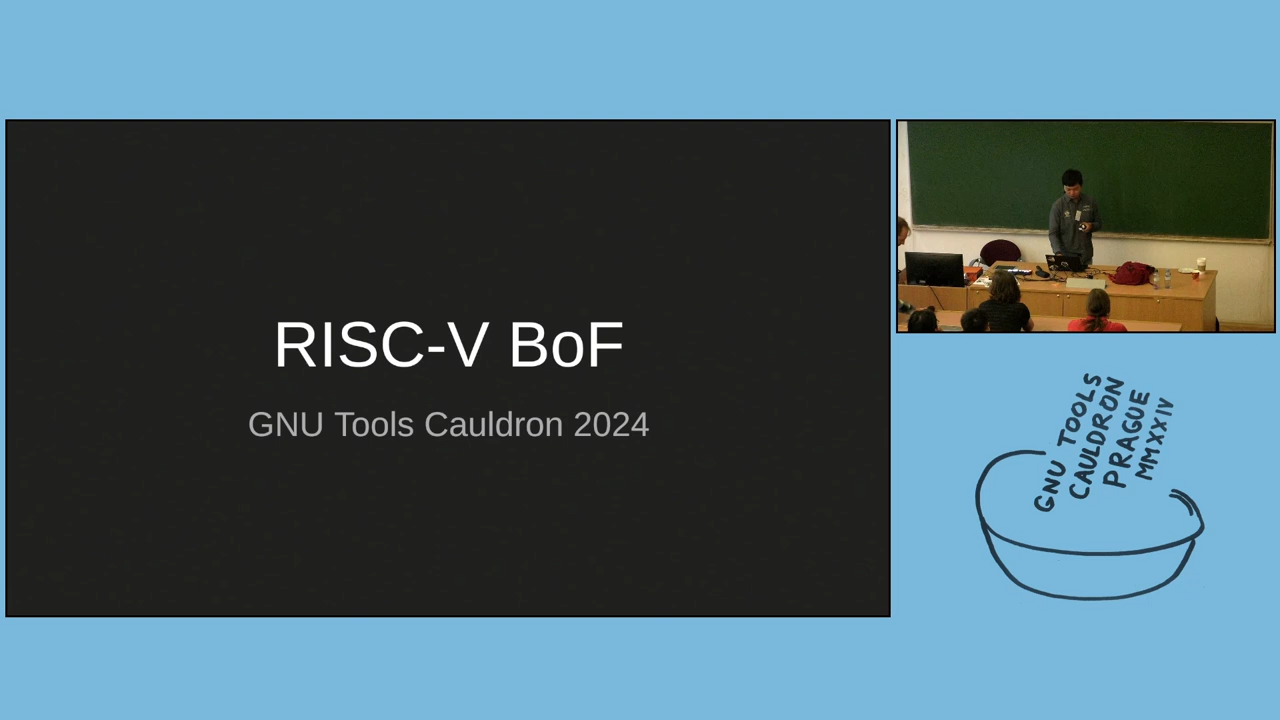 RISC-V BoF
GNU Tools Cauldron 2024
GNU TOOLS
CAULDRON
PRAGUE
MMXXIV